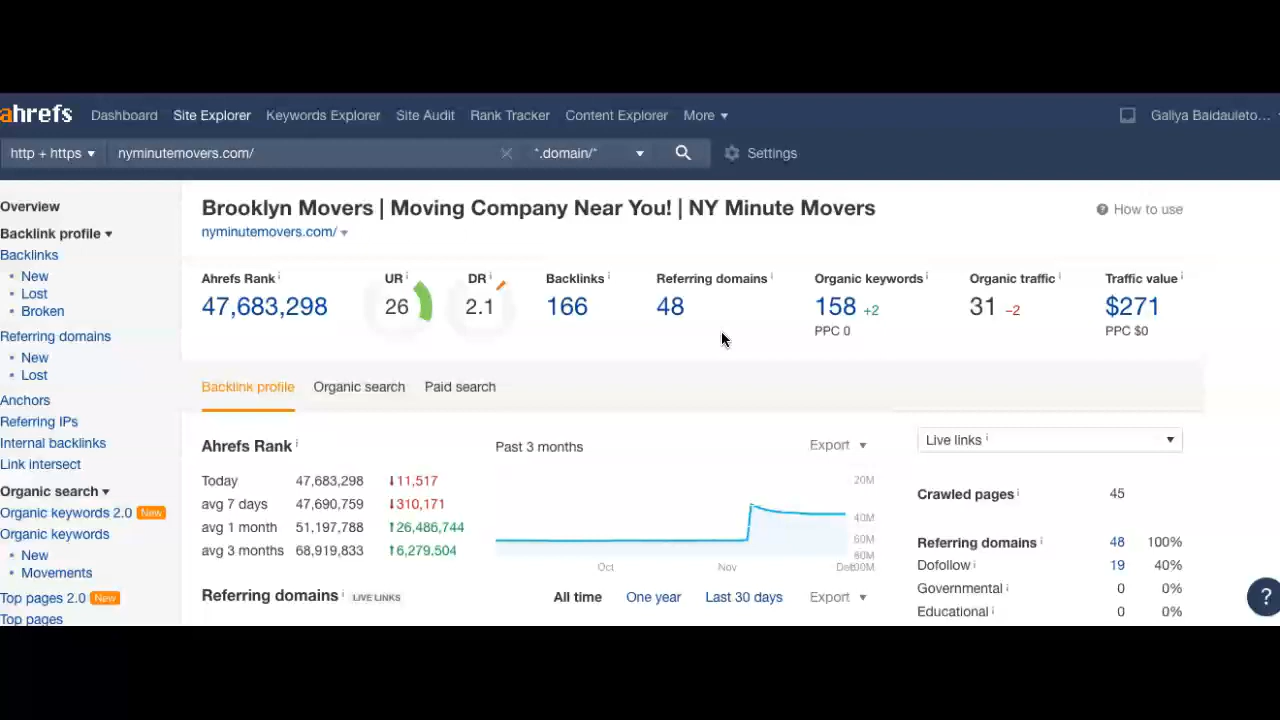 ahrefs Dashboard Site Explorer Keywords Explorer Site Audit Rank Tracker Content Explorer More Gallya Baidauleto...
http + https nyminutemovers.com/ *.domain/* Settings
Overview
Backlink profile
Backlinks
New
Lost
Broken
Referring domains
New
Lost
Anchors
Referring IPs
Internal backlinks
Link intersect
Organic search
Organic keywords 2.0 New
Organic keywords
New
Movements
Top pages 2.0 New
Top pages
Brooklyn Movers | Moving Company Near You! | NY Minute Movers
? How to use
nyminutemovers.com/
Ahrefs Rank i UR i DR i Backlinks i Referring domains i Organic keywords i Organic traffic i Traffic value i
47,683,298 26 2.1 166 48 158 +2 31 −2 $271
PPC 0 PPC $0
Backlink profile Organic search Paid search
Ahrefs Rank i
Today 47,683,298 ↓11,517
avg 7 days 47,690,759 ↓310,171
avg 1 month 51,197,788 ↑26,486,744
avg 3 months 68,919,833 ↑6,279,504
Past 3 months Export
20M
40M
60M
Oct Nov
Live links i
Crawled pages i 45
Referring domains i 48 100%
Dofollow i 19 40%
Governmental i 0 0%
Educational i 0 0%
Referring domains i LIVE LINKS All time One year Last 30 days Export
?